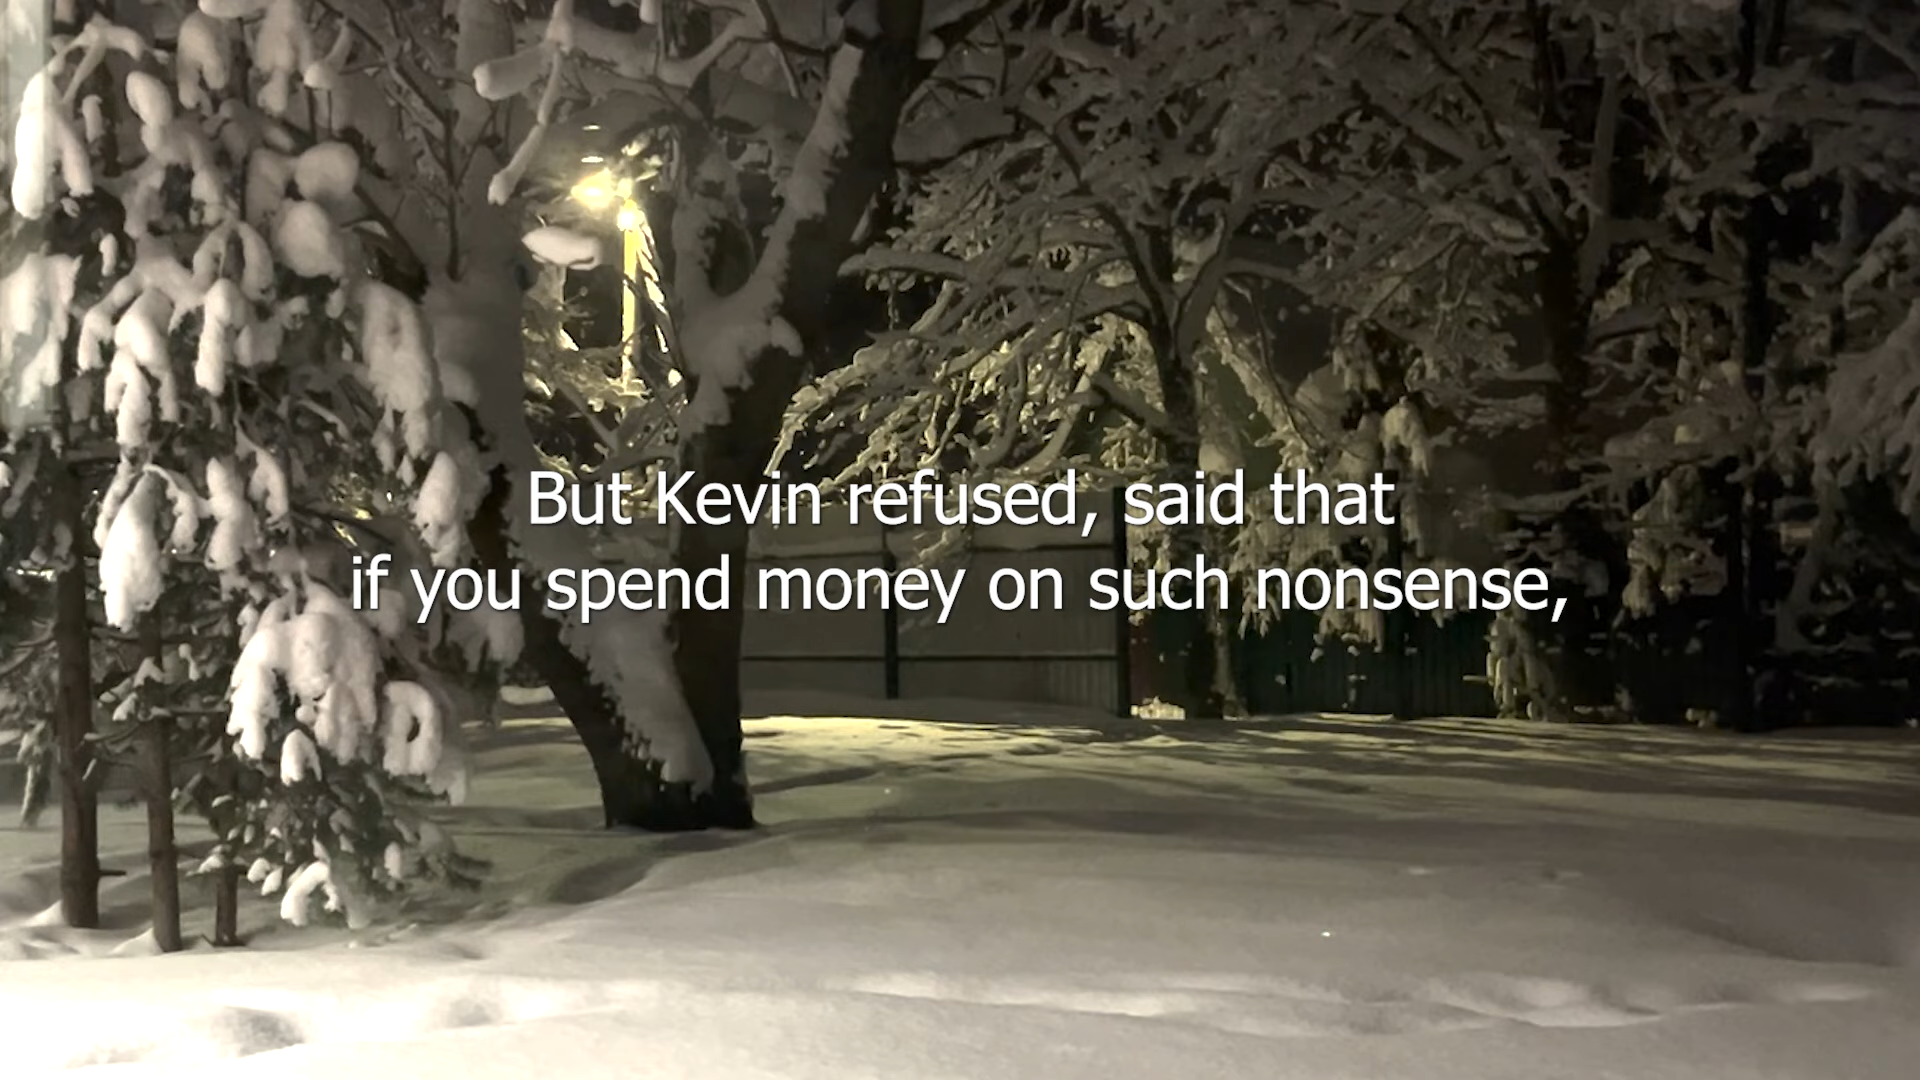 But Kevin refused, said that
if you spend money on such nonsense,